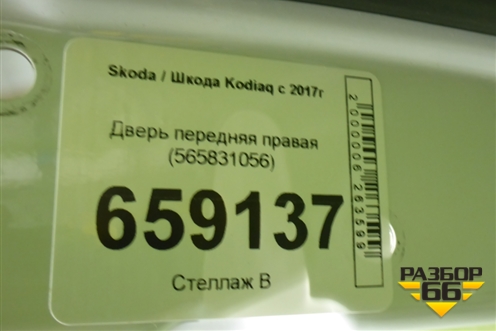 Skoda / Шкода Kodiaq с 2017г
Дверь передняя правая
(565831056)
659137
Стеллаж В
2000006263599
РАЗБОР
66